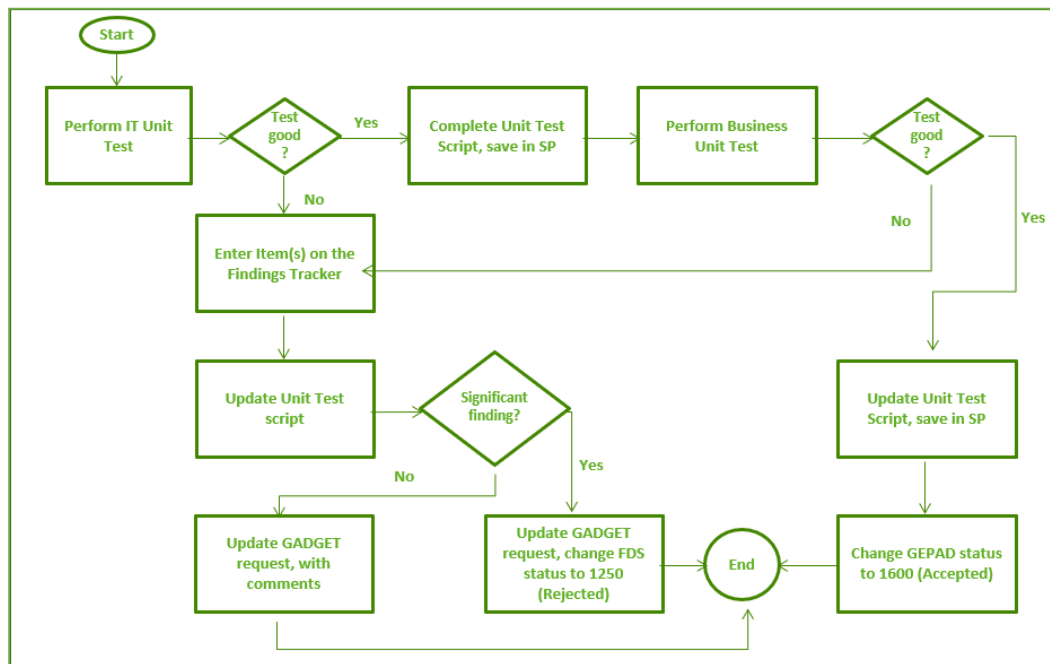 Start
Perform IT Unit
Test
Test
good
?
Yes
Complete Unit Test
Script, save in SP
Perform Business
Unit Test
Test
good
?
No
No
Yes
Enter Item(s) on the
Findings Tracker
Update Unit Test
script
Significant
finding?
Update Unit Test
Script, save in SP
No
Yes
Update GADGET
request, with
comments
Update GADGET
request, change FDS
status to 1250
(Rejected)
End
Change GEPAD status
to 1600 (Accepted)